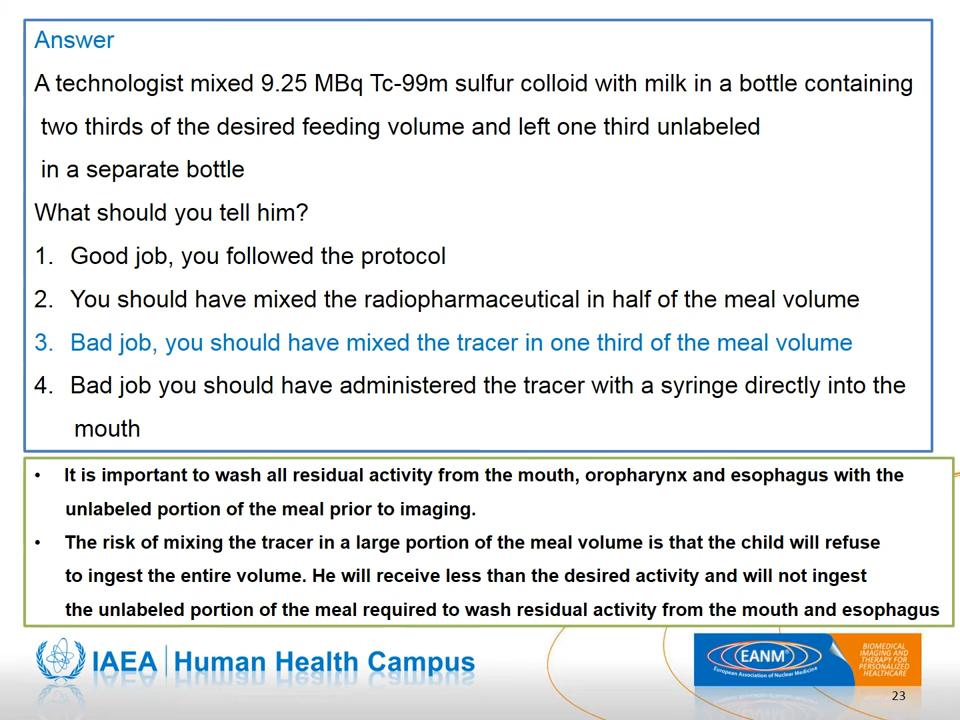 Answer
A technologist mixed 9.25 MBq Tc-99m sulfur colloid with milk in a bottle containing
two thirds of the desired feeding volume and left one third unlabeled
in a separate bottle
What should you tell him?
1. Good job, you followed the protocol
2. You should have mixed the radiopharmaceutical in half of the meal volume
3. Bad job, you should have mixed the tracer in one third of the meal volume
4. Bad job you should have administered the tracer with a syringe directly into the
mouth
• It is important to wash all residual activity from the mouth, oropharynx and esophagus with the
unlabeled portion of the meal prior to imaging.
• The risk of mixing the tracer in a large portion of the meal volume is that the child will refuse
to ingest the entire volume. He will receive less than the desired activity and will not ingest
the unlabeled portion of the meal required to wash residual activity from the mouth and esophagus
IAEA Human Health Campus
EANM®
European Association of Nuclear Medicine
BIOMEDICAL
IMAGING AND
THERAPY FOR
PERSONALIZED
HEALTHCARE
23